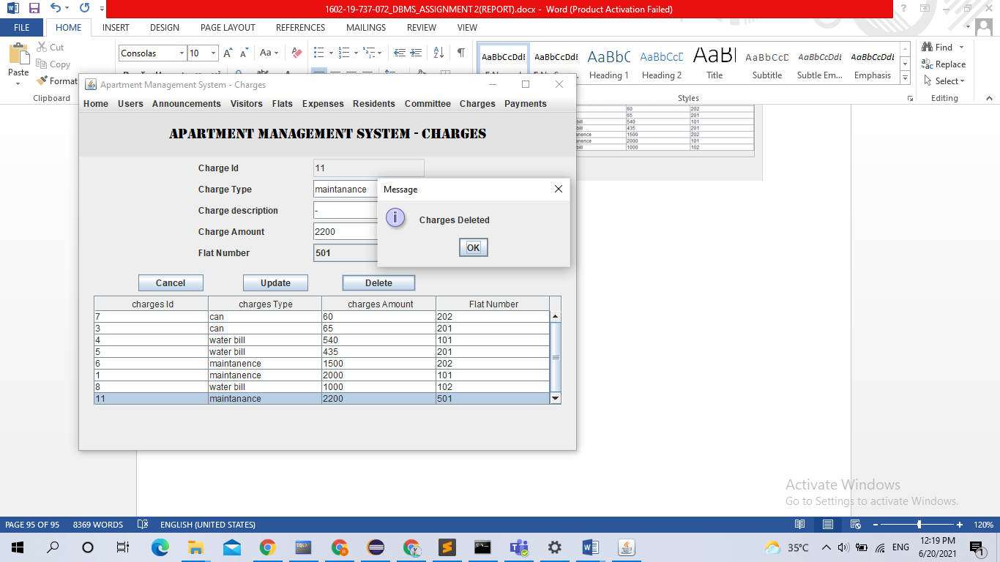 1602-19-737-072_DBMS_ASSIGNMENT 2(REPORT).docx - Word (Product Activation Failed)
FILE HOME INSERT DESIGN PAGE LAYOUT REFERENCES MAILINGS REVIEW VIEW
Paste
Cut
Copy
Format
Clipboard
Consolas 10
AaBbCcDdE AaBbCcDdE AaBbC AaBbCcD AaB AaBbCcD AaBbCcDdE AaBbCcDdE
Heading 1 Heading 2 Title Subtitle Subtle Em... Emphasis
Styles
Find
Replace
Select
Editing
Apartment Management System - Charges
Home Users Announcements Visitors Flats Expenses Residents Committee Charges Payments
APARTMENT MANAGEMENT SYSTEM - CHARGES
Charge Id 11
Charge Type maintanance
Charge description -
Charge Amount 2200
Flat Number 501
Message
Charges Deleted
OK
Cancel Update Delete
charges Id charges Type charges Amount Flat Number
7 can 60 202
3 can 65 201
4 water bill 540 101
5 water bill 435 201
6 maintanence 1500 202
1 maintanence 2000 101
8 water bill 1000 102
11 maintanance 2200 501
60 202
65 201
bill 540 101
bill 435 201
nence 1500 202
nence 2000 101
bill 1000 102
Activate Windows
Go to Settings to activate Windows.
PAGE 95 OF 95 8369 WORDS ENGLISH (UNITED STATES) 120%
35°C ENG 12:19 PM
6/20/2021 1